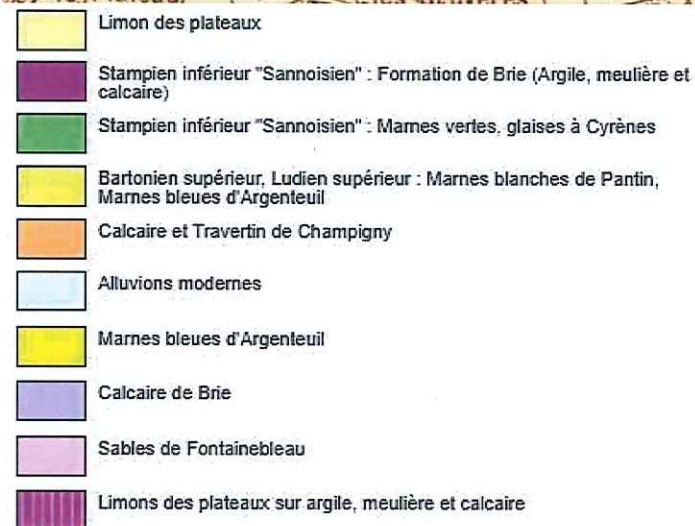 Limon des plateaux
Stampien inférieur "Sannoisien" : Formation de Brie (Argile, meulière et
calcaire)
Stampien inférieur "Sannoisien" : Marnes vertes, glaises à Cyrènes
Bartonien supérieur, Ludien supérieur : Marnes blanches de Pantin,
Marnes bleues d'Argenteuil
Calcaire et Travertin de Champigny
Alluvions modernes
Marnes bleues d'Argenteuil
Calcaire de Brie
Sables de Fontainebleau
Limons des plateaux sur argile, meulière et calcaire